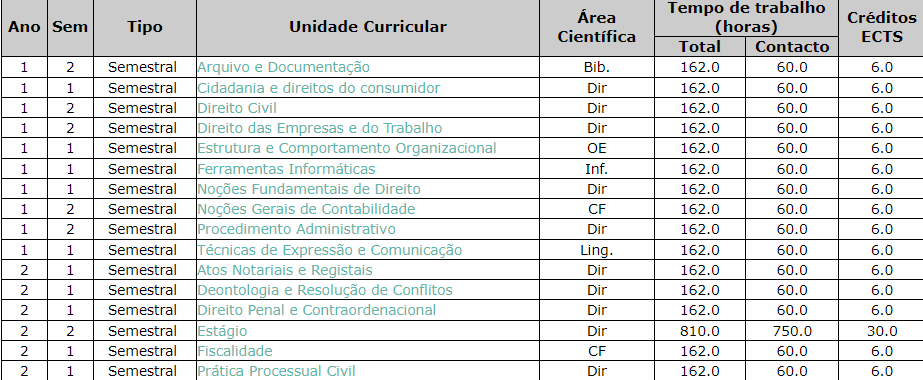 Ano Sem Tipo Unidade Curricular Área Científica Tempo de trabalho (horas) Créditos ECTS
Total Contacto
1 2 Semestral Arquivo e Documentação Bib. 162.0 60.0 6.0
1 1 Semestral Cidadania e direitos do consumidor Dir 162.0 60.0 6.0
1 2 Semestral Direito Civil Dir 162.0 60.0 6.0
1 2 Semestral Direito das Empresas e do Trabalho Dir 162.0 60.0 6.0
1 1 Semestral Estrutura e Comportamento Organizacional OE 162.0 60.0 6.0
1 1 Semestral Ferramentas Informáticas Inf. 162.0 60.0 6.0
1 1 Semestral Noções Fundamentais de Direito Dir 162.0 60.0 6.0
1 2 Semestral Noções Gerais de Contabilidade CF 162.0 60.0 6.0
1 2 Semestral Procedimento Administrativo Dir 162.0 60.0 6.0
1 1 Semestral Técnicas de Expressão e Comunicação Ling. 162.0 60.0 6.0
2 1 Semestral Atos Notariais e Registais Dir 162.0 60.0 6.0
2 1 Semestral Deontologia e Resolução de Conflitos Dir 162.0 60.0 6.0
2 1 Semestral Direito Penal e Contraordenacional Dir 162.0 60.0 6.0
2 2 Semestral Estágio Dir 810.0 750.0 30.0
2 1 Semestral Fiscalidade CF 162.0 60.0 6.0
2 1 Semestral Prática Processual Civil Dir 162.0 60.0 6.0